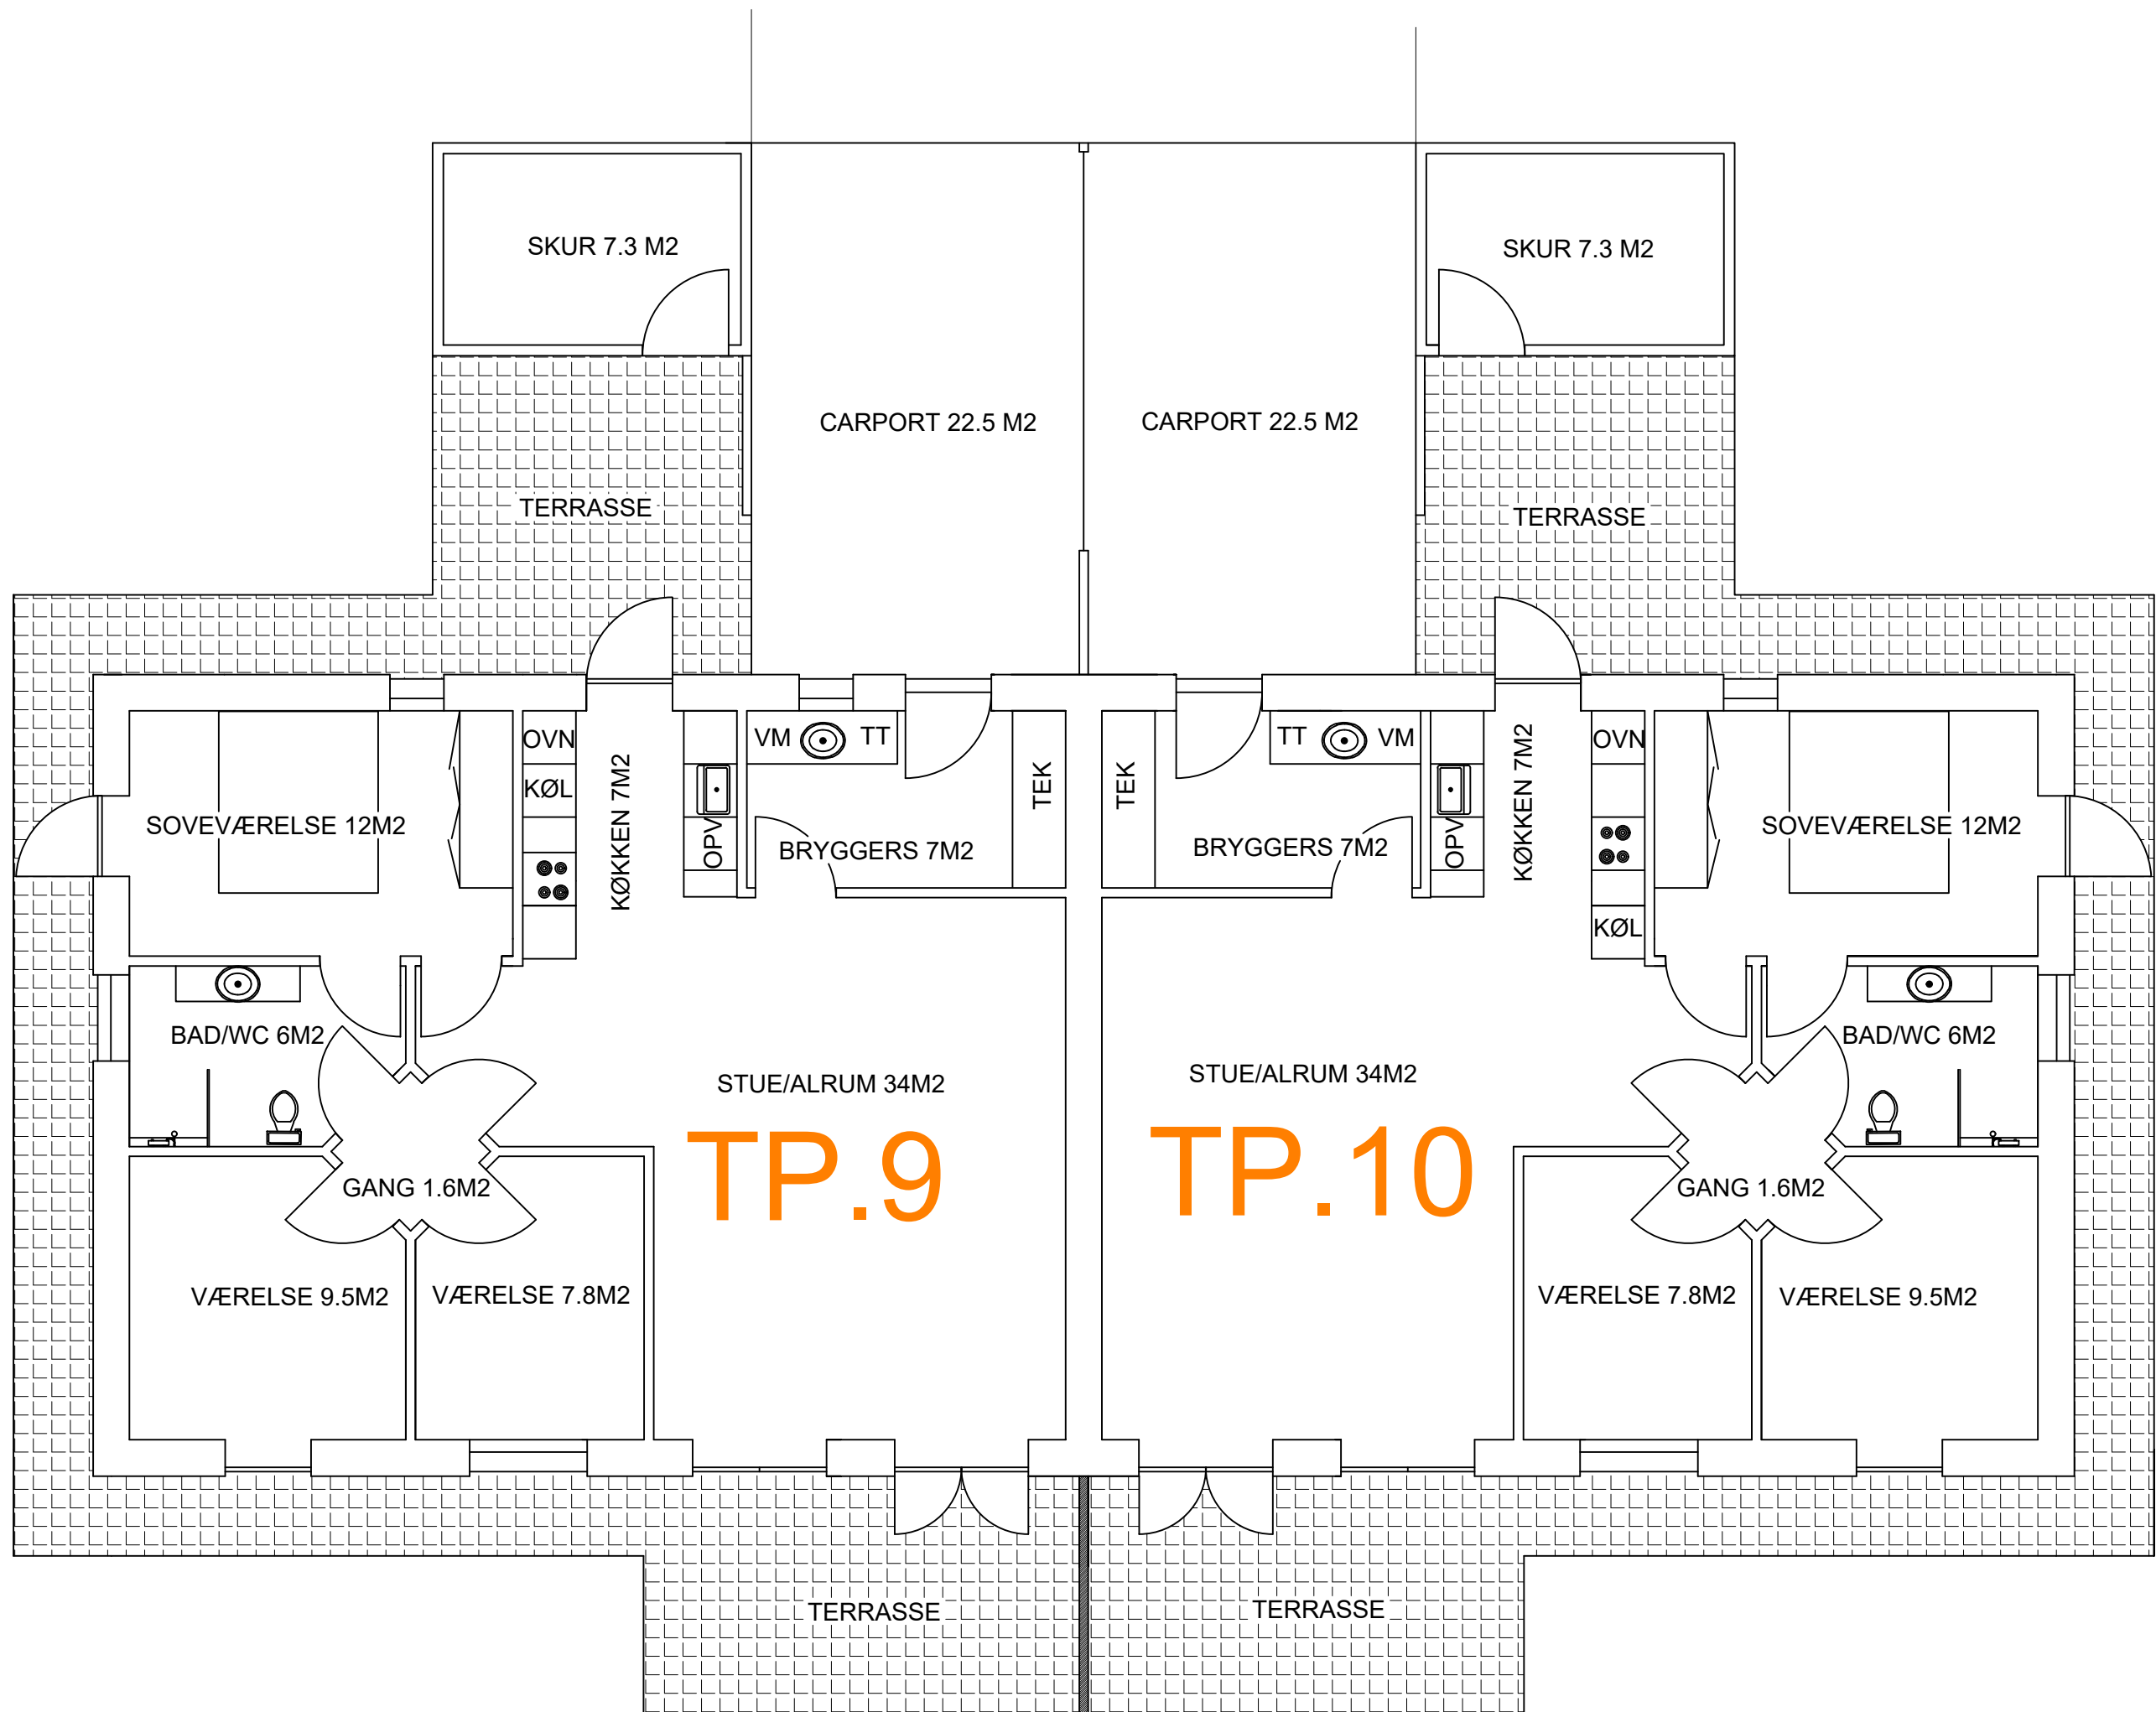 SKUR 7.3 M2
SKUR 7.3 M2
CARPORT 22.5 M2
CARPORT 22.5 M2
TERRASSE
TERRASSE
OVN
KØL
KØKKEN 7M2
OPV
VM
TT
TEK
TEK
TT
VM
OPV
KØKKEN 7M2
OVN
KØL
SOVEVÆRELSE 12M2
BRYGGERS 7M2
BRYGGERS 7M2
SOVEVÆRELSE 12M2
BAD/WC 6M2
STUE/ALRUM 34M2
STUE/ALRUM 34M2
BAD/WC 6M2
TP.9
TP.10
GANG 1.6M2
GANG 1.6M2
VÆRELSE 9.5M2
VÆRELSE 7.8M2
VÆRELSE 7.8M2
VÆRELSE 9.5M2
TERRASSE
TERRASSE